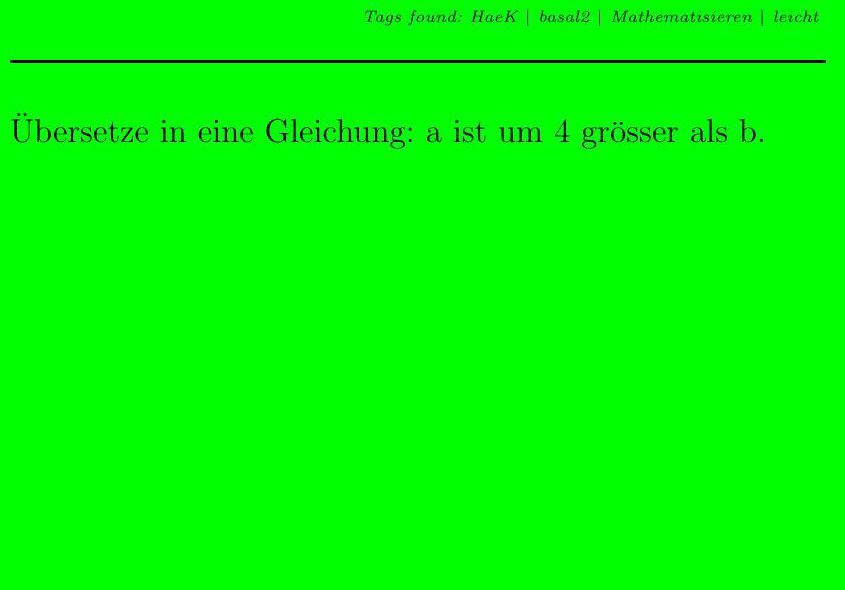 Tags found: HaeK | basal2 | Mathematisieren | leicht
Übersetze in eine Gleichung: a ist um 4 grösser als b.